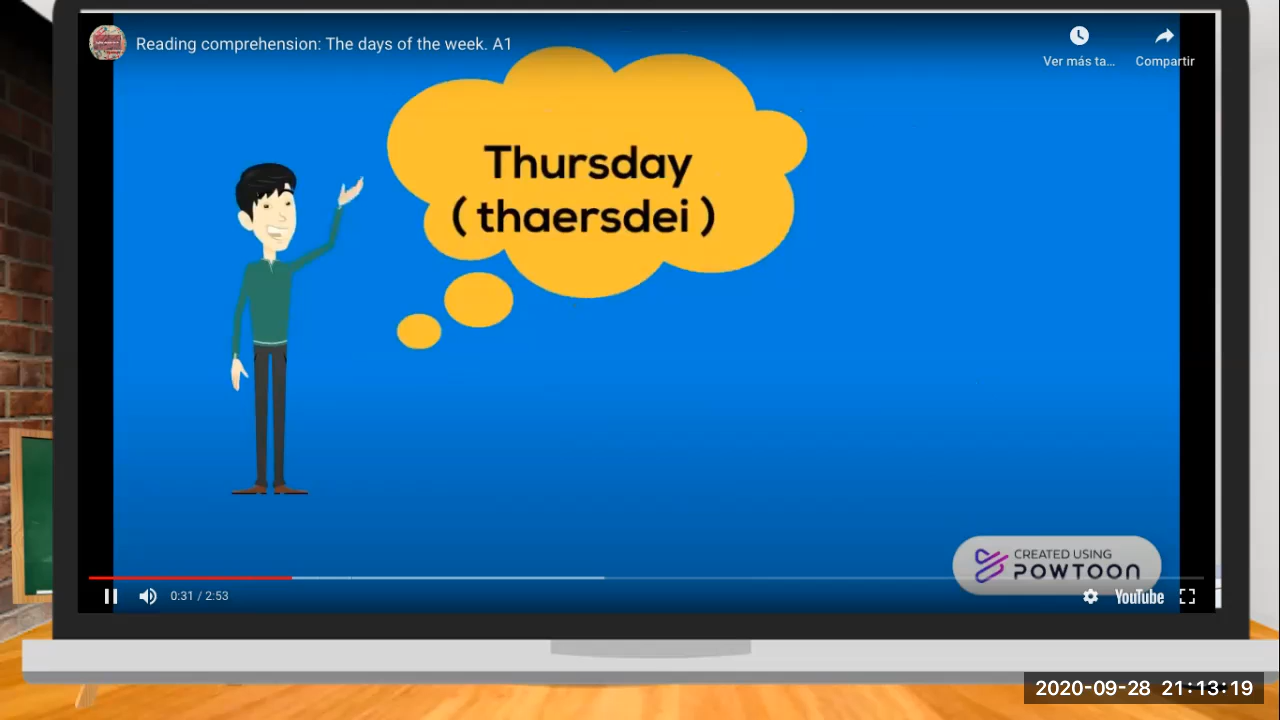 Reading comprehension: The days of the week. A1
Ver más ta...
Compartir
Thursday
(thaersdei)
CREATED USING
POWTOON
0:31 / 2:53
YouTube
2020-09-28 21:13:19